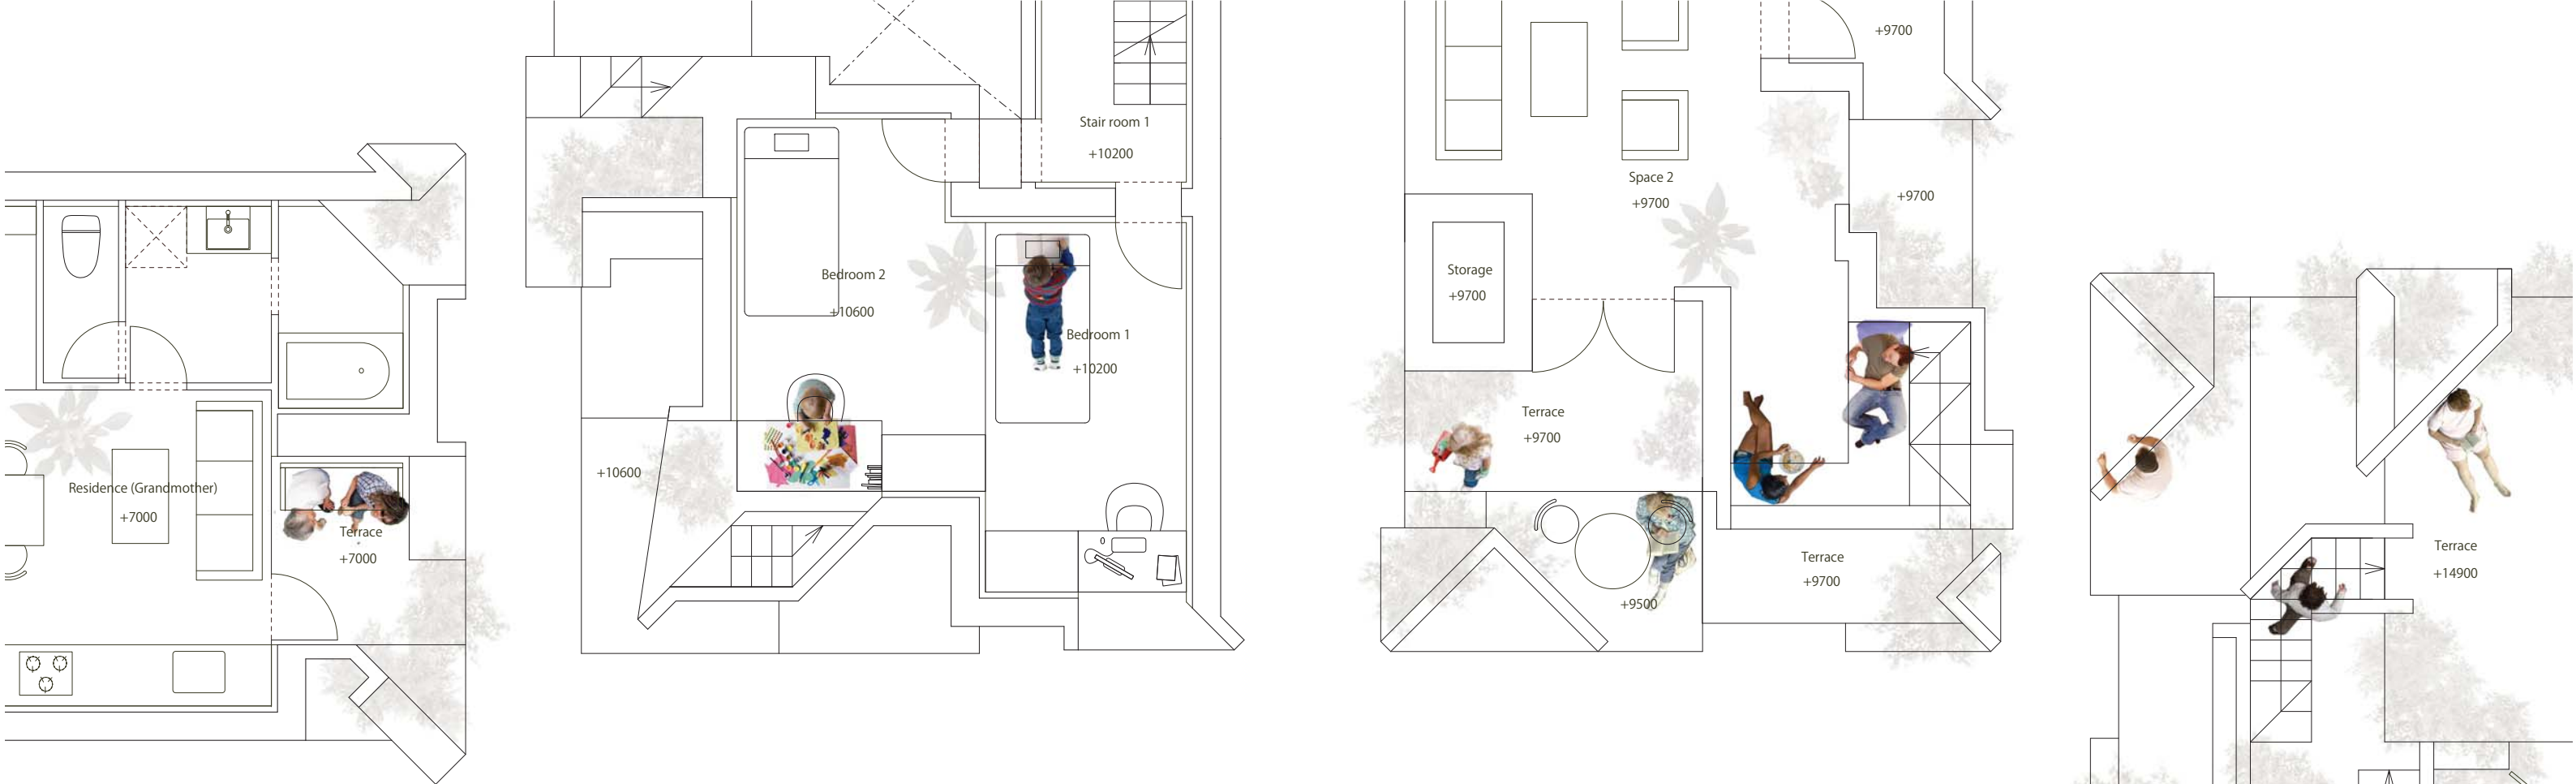 Residence (Grandmother)
+7000
Terrace
+7000
Stair room 1
+10200
Bedroom 2
+10600
Bedroom 1
+10200
+10600
+9700
Space 2
+9700
+9700
Storage
+9700
Terrace
+9700
+9500
Terrace
+9700
Terrace
+14900